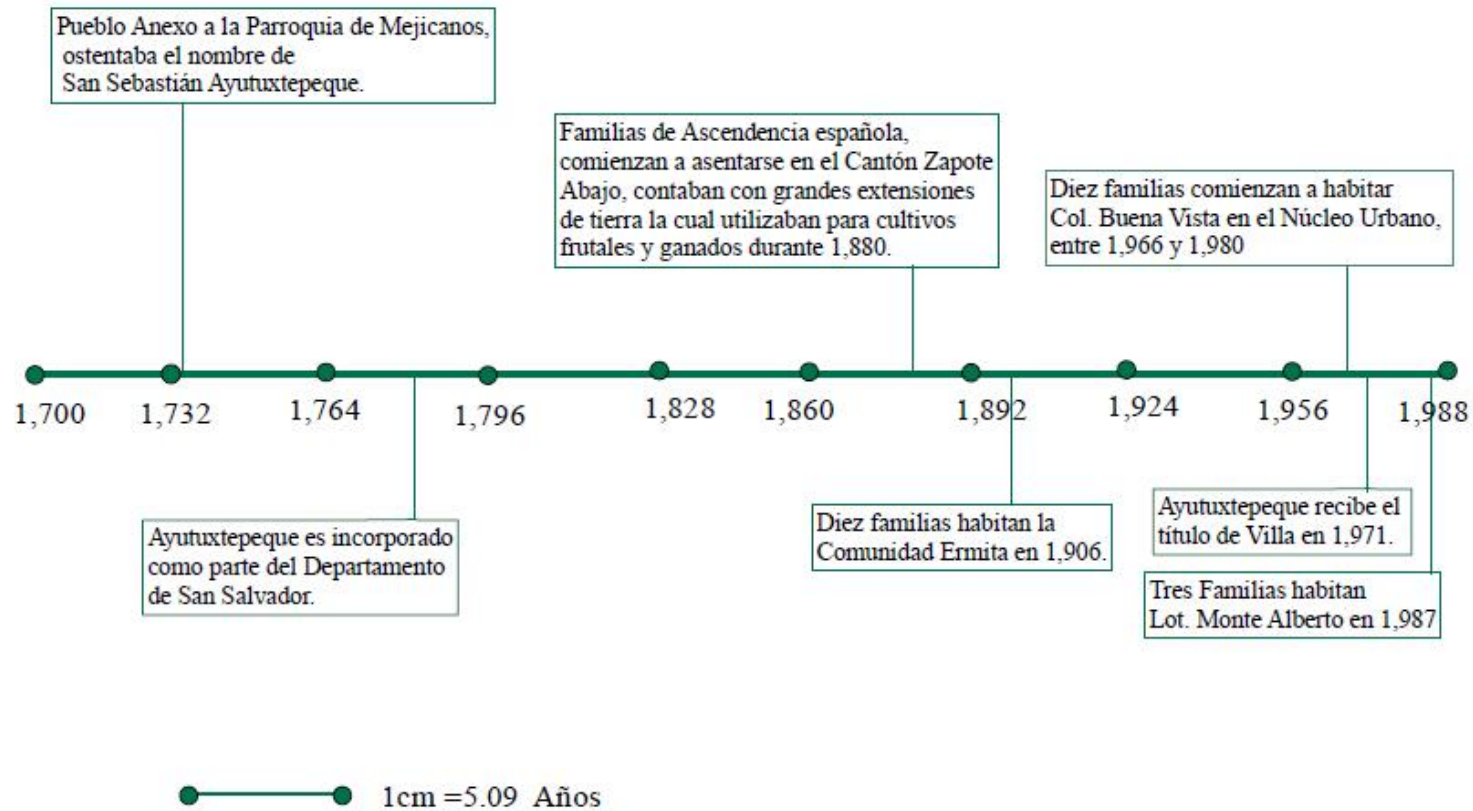 Pueblo Anexo a la Parroquia de Mejicanos,
ostentaba el nombre de
San Sebastián Ayutuxtepeque.
Familias de Ascendencia española,
comienzan a asentarse en el Cantón Zapote
Abajo, contaban con grandes extensiones
de tierra la cual utilizaban para cultivos
frutales y ganados durante 1,880.
Diez familias comienzan a habitar
Col. Buena Vista en el Núcleo Urbano,
entre 1,966 y 1,980
1,700 1,732 1,764 1,796 1,828 1,860 1,892 1,924 1,956 1,988
Ayutuxtepeque es incorporado
como parte del Departamento
de San Salvador.
Diez familias habitan la
Comunidad Ermita en 1,906.
Ayutuxtepeque recibe el
título de Villa en 1,971.
Tres Familias habitan
Lot. Monte Alberto en 1,987
1cm =5.09 Años